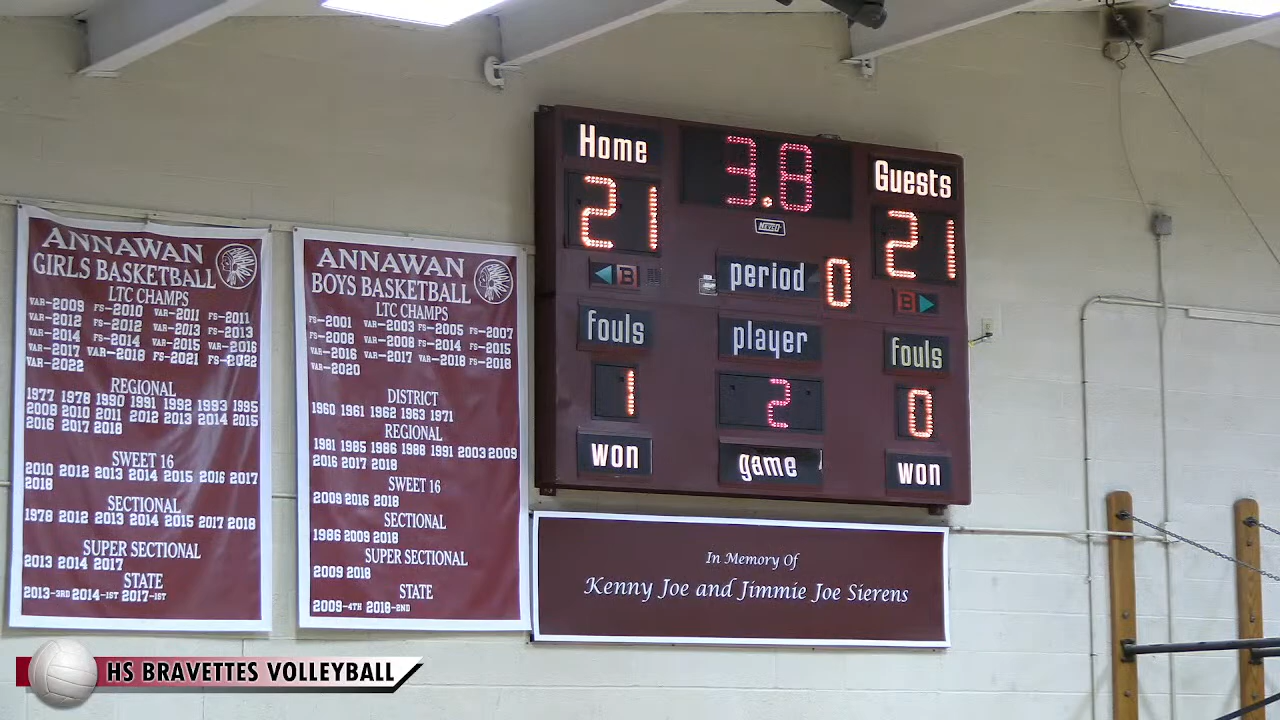 ANNAWAN
GIRLS BASKETBALL
LTC CHAMPS
VAR-2009 FS-2010 VAR-2011 FS-2011
VAR-2012 FS-2012 VAR-2013 FS-2013
VAR-2014 FS-2014 VAR-2015 VAR-2016
VAR-2017 VAR-2018 FS-2021 FS-2022
VAR-2022
REGIONAL
1977 1978 1990 1991 1992 1993 1995
2008 2010 2011 2012 2013 2014 2015
2016 2017 2018
SWEET 16
2010 2012 2013 2014 2015 2016 2017
2018
SECTIONAL
1978 2012 2013 2014 2015 2017 2018
SUPER SECTIONAL
2013 2014 2017
STATE
2013-3RD 2014-1ST 2017-1ST
ANNAWAN
BOYS BASKETBALL
LTC CHAMPS
FS-2001 VAR-2003 FS-2005 FS-2007
FS-2008 VAR-2008 FS-2014 FS-2015
VAR-2016 VAR-2017 VAR-2018 FS-2018
VAR-2020
DISTRICT
1960 1961 1962 1963 1971
REGIONAL
1981 1985 1986 1988 1991 2003 2009
2016 2017 2018
SWEET 16
2009 2016 2018
SECTIONAL
1986 2009 2018
SUPER SECTIONAL
2009 2018
STATE
2009-4TH 2018-2ND
Home 3.8 Guests
21 21
NEVCO
B period 0 B
fouls player fouls
1 2 0
won game won
In Memory Of
Kenny Joe and Jimmie Joe Sierens
HS BRAVETTES VOLLEYBALL